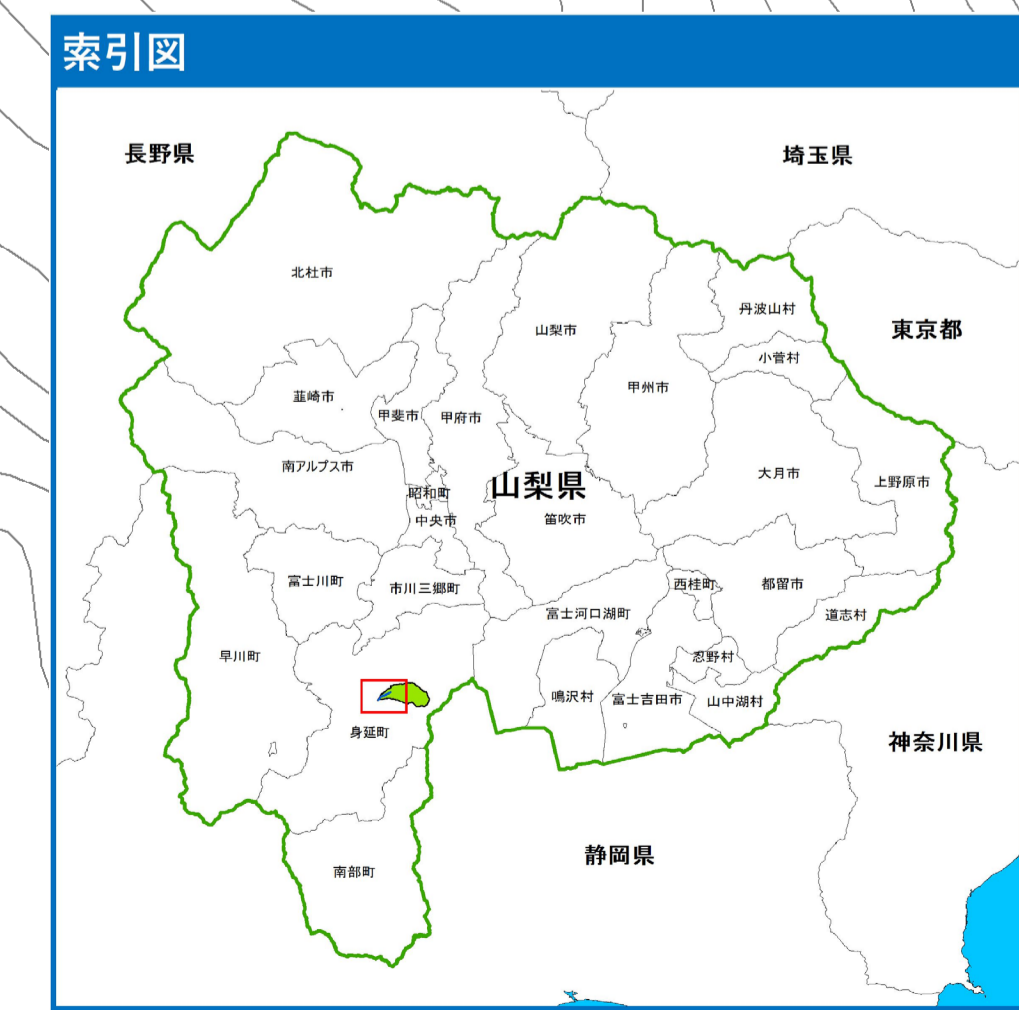 索引図
長野県
埼玉県
北杜市
丹波山村
山梨市
東京都
小菅村
甲州市
韮崎市
甲斐市
甲府市
南アルプス市
大月市
上野原市
山梨県
昭和町
中央市
笛吹市
富士川町
市川三郷町
西桂町
都留市
富士河口湖町
道志村
早川町
忍野村
鳴沢村
富士吉田市
山中湖村
身延町
神奈川県
静岡県
南部町